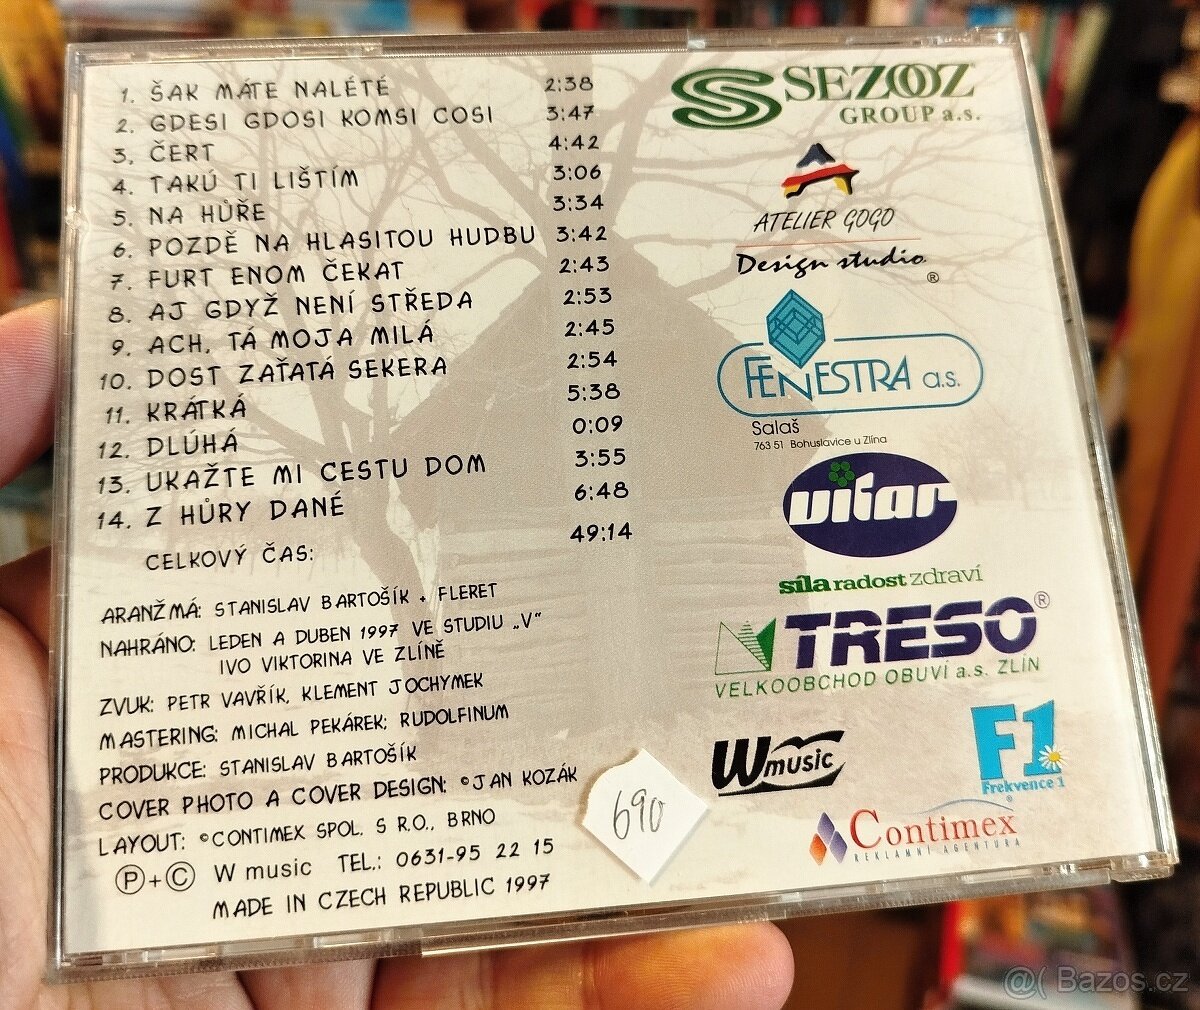 1. ŠAK MÁTE NALÉTÉ 2:38
2. GDESI GDOSI KOMSI COSI 3:47
3. ČERT 4:42
4. TAKÚ TI LIŠTÍM 3:06
5. NA HŮŘE 3:34
6. POZDĚ NA HLASITOU HUDBU 3:42
7. FURT ENOM ČEKAT 2:43
8. AJ GDYŽ NENÍ STŘEDA 2:53
9. ACH, TÁ MOJA MILÁ 2:45
10. DOST ZAŤATÁ SEKERA 2:54
11. KRÁTKÁ 5:38
12. DLÚHÁ 0:09
13. UKAŽTE MI CESTU DOM 3:55
14. Z HŮRY DANÉ 6:48
CELKOVÝ ČAS: 49:14
ARANŽMÁ: STANISLAV BARTOŠÍK + FLERET
NAHRÁNO: LEDEN A DUBEN 1997 VE STUDIU „V"
IVO VIKTORINA VE ZLÍNĚ
ZVUK: PETR VAVŘÍK, KLEMENT JOCHYMEK
MASTERING: MICHAL PEKÁREK; RUDOLFINUM
PRODUKCE: STANISLAV BARTOŠÍK
COVER PHOTO A COVER DESIGN: ©JAN KOZÁK
LAYOUT: ©CONTIMEX SPOL. S R.O., BRNO
Ⓟ+© W music TEL.: 0631-95 22 15
MADE IN CZECH REPUBLIC 1997
S SEZOOZ
GROUP a.s.
ATELIER GOGO
Design studio ®
FENESTRA a.s.
Salaš
763 51 Bohuslavice u Zlína
vitar
síla radost zdraví
TRESO ®
VELKOOBCHOD OBUVÍ a.s. ZLÍN
W music
F1
Frekvence 1
®
Contimex
REKLAMNÍ AGENTURA
690
@( Bazos.cz